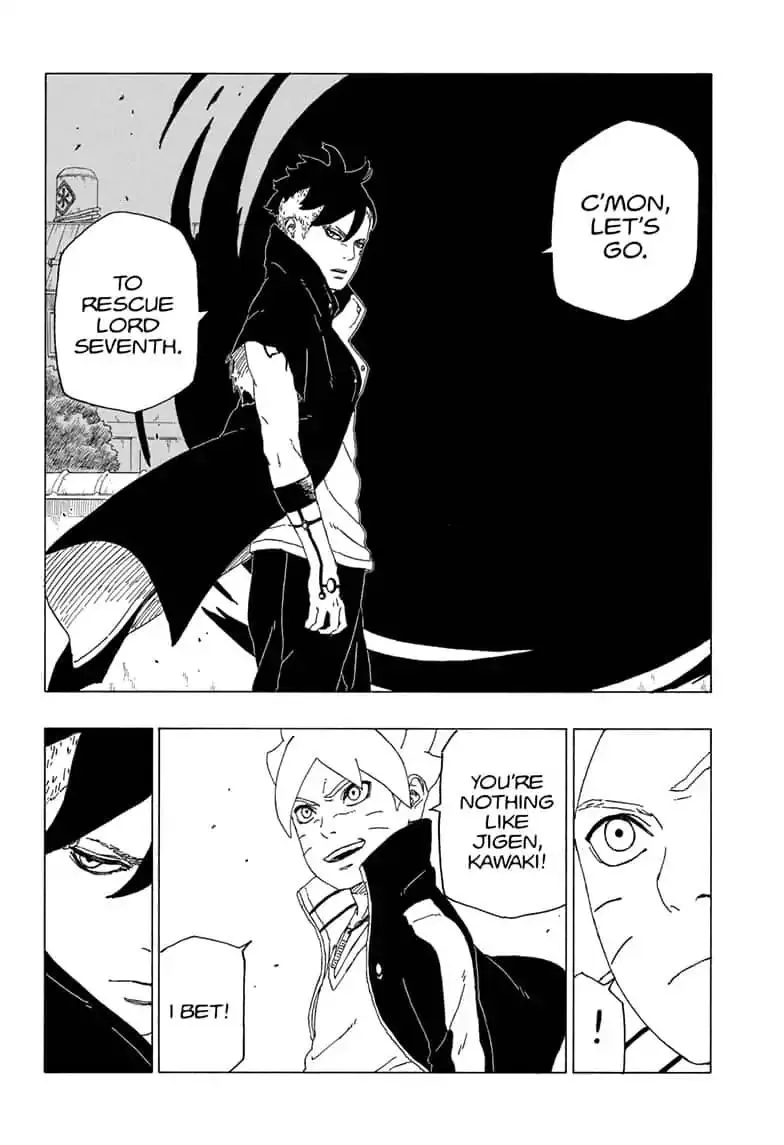 C'MON,
LET'S
GO.
TO
RESCUE
LORD
SEVENTH.
!
YOU'RE
NOTHING
LIKE
JIGEN,
KAWAKI!
I BET!